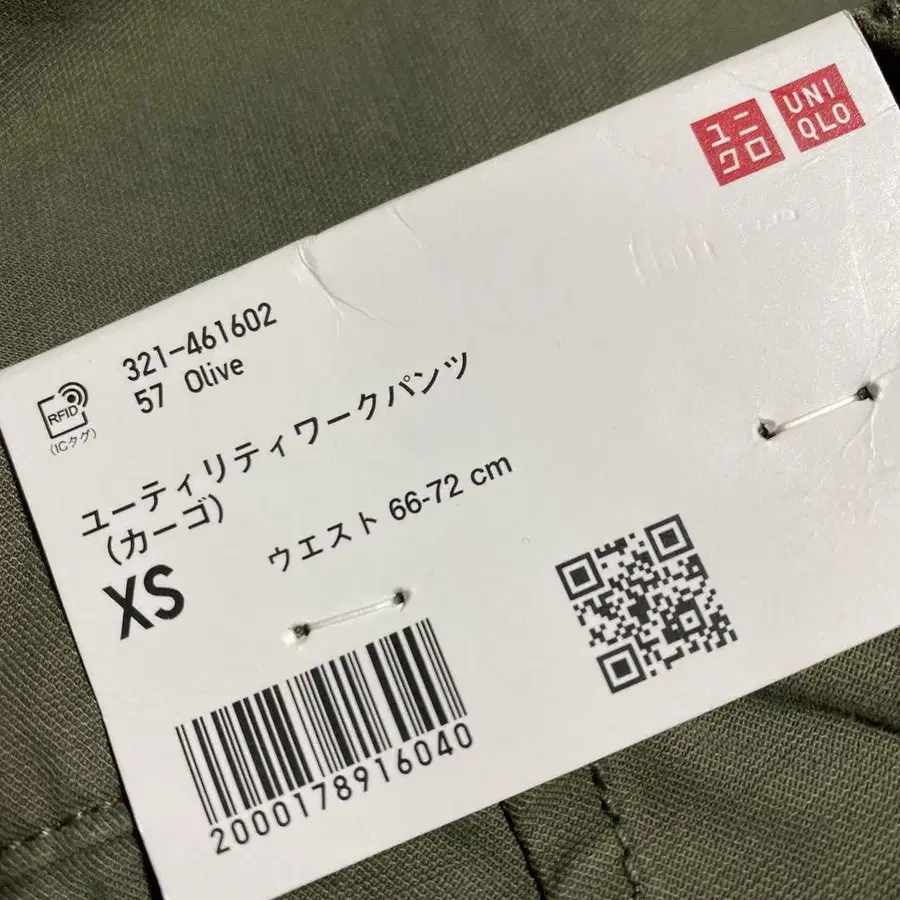 ユニ
クロ
UNI
QLO
321-461602
57 Olive
RFID
(ICタグ)
ユーティリティワークパンツ
(カーゴ)
XS
ウエスト 66-72 cm
2000178916040